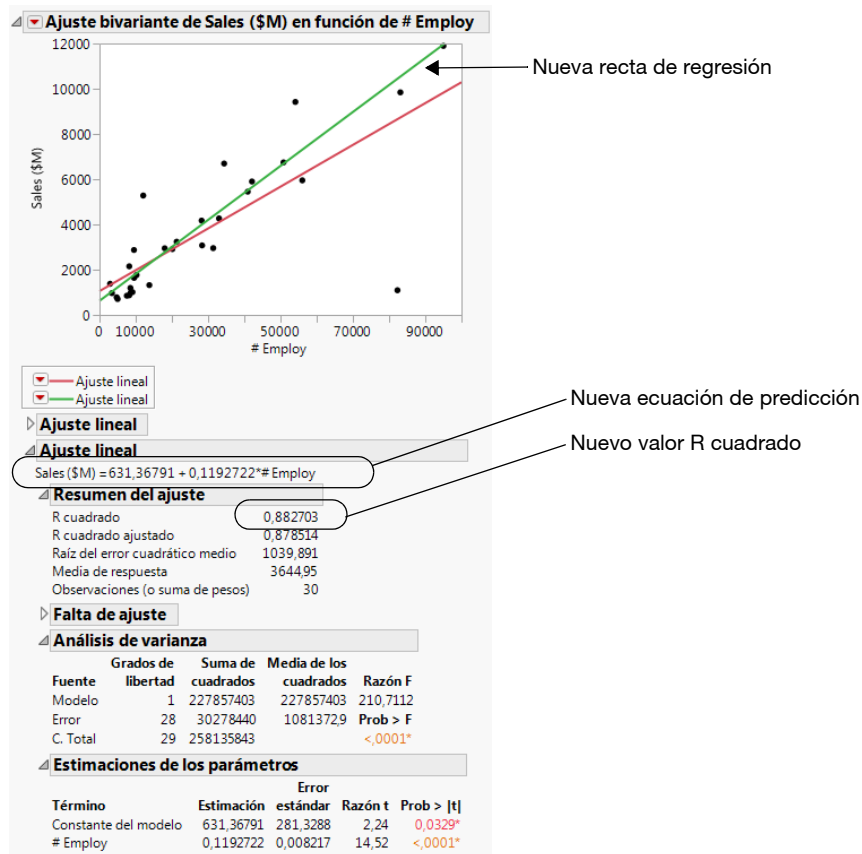 Ajuste bivariante de Sales ($M) en función de # Employ
12000
10000
8000
6000
4000
2000
0
Sales ($M)
0 10000 30000 50000 70000 90000
# Employ
Nueva recta de regresión
Ajuste lineal
Ajuste lineal
Nueva ecuación de predicción
Ajuste lineal
Nuevo valor R cuadrado
Ajuste lineal
Sales ($M) = 631,36791 + 0,1192722*# Employ
Resumen del ajuste
R cuadrado 0,882703
R cuadrado ajustado 0,878514
Raíz del error cuadrático medio 1039,891
Media de respuesta 3644,95
Observaciones (o suma de pesos) 30
Falta de ajuste
Análisis de varianza
Grados de Suma de Media de los
Fuente libertad cuadrados cuadrados Razón F
Modelo 1 227857403 227857403 210,7112
Error 28 30278440 1081372,9 Prob > F
C. Total 29 258135843 <,0001*
Estimaciones de los parámetros
Error
Término Estimación estándar Razón t Prob > |t|
Constante del modelo 631,36791 281,3288 2,24 0,0329*
# Employ 0,1192722 0,008217 14,52 <,0001*